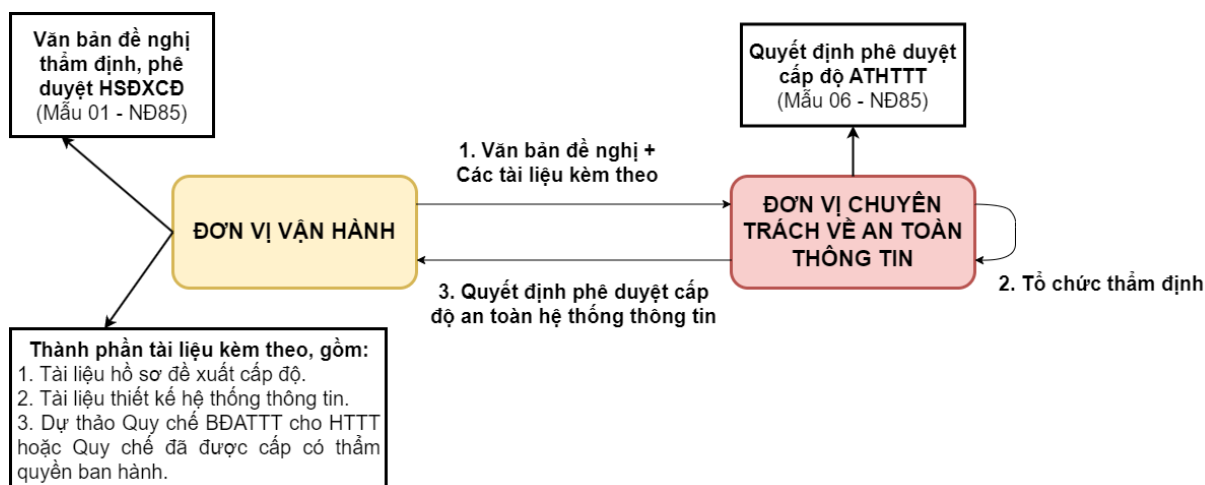 Văn bản đề nghị
thẩm định, phê
duyệt HSĐXCĐ
(Mẫu 01 - NĐ85)
Quyết định phê duyệt
cấp độ ATHTTT
(Mẫu 06 - NĐ85)
1. Văn bản đề nghị +
Các tài liệu kèm theo
ĐƠN VỊ VẬN HÀNH
ĐƠN VỊ CHUYÊN
TRÁCH VỀ AN TOÀN
THÔNG TIN
2. Tổ chức thẩm định
3. Quyết định phê duyệt cấp
độ an toàn hệ thống thông tin
Thành phần tài liệu kèm theo, gồm:
1. Tài liệu hồ sơ đề xuất cấp độ.
2. Tài liệu thiết kế hệ thống thông tin.
3. Dự thảo Quy chế BĐATTT cho HTTT
hoặc Quy chế đã được cấp có thẩm
quyền ban hành.